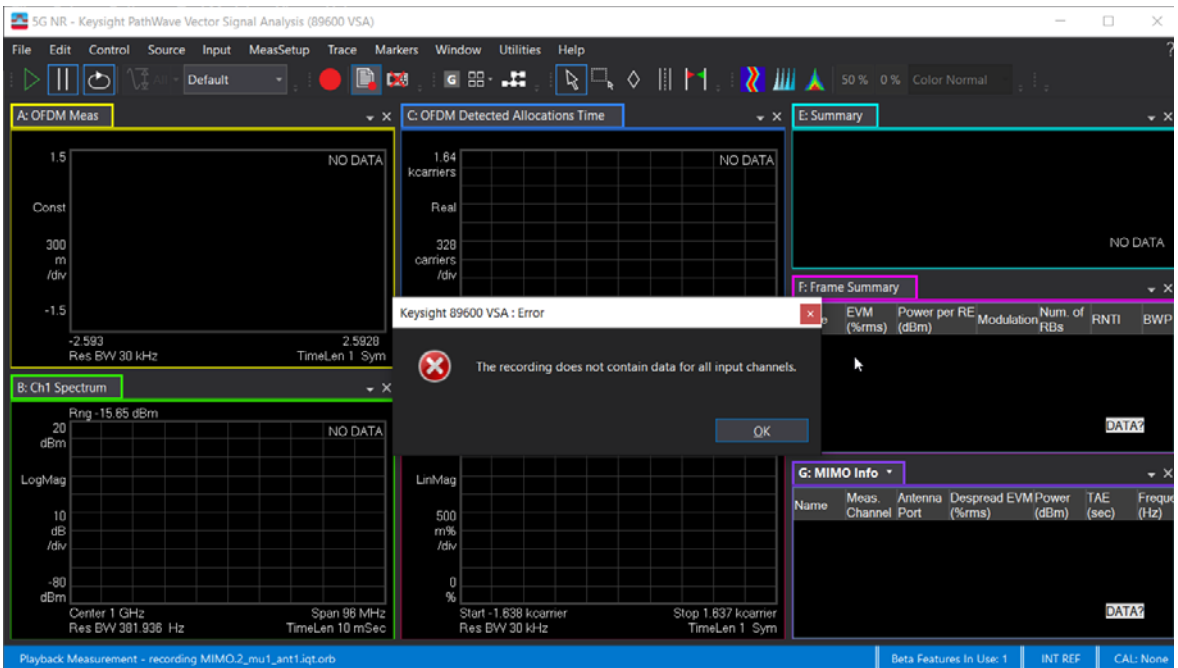 5G NR - Keysight PathWave Vector Signal Analysis (89600 VSA)
File Edit Control Source Input MeasSetup Trace Markers Window Utilities Help ?
All Default G 50 % 0 % Color Normal
A: OFDM Meas
1.5 NO DATA
Const
300
m
/div
-1.5
-2.593 2.5928
Res BW 30 kHz TimeLen 1 Sym
B: Ch1 Spectrum
Rng -15.65 dBm
20
dBm
NO DATA
LogMag
10
dB
/div
-80
dBm
Center 1 GHz Span 96 MHz
Res BW 381.936 Hz TimeLen 10 mSec
C: OFDM Detected Allocations Time
1.64
kcarriers
NO DATA
Real
328
carriers
/div
LinMag
500
m%
/div
0
%
Start -1.638 kcarrier Stop 1.637 kcarrier
Res BW 30 kHz TimeLen 1 Sym
Keysight 89600 VSA : Error
The recording does not contain data for all input channels.
OK
E: Summary
NO DATA
F: Frame Summary
EVM Power per RE Modulation Num. of RNTI BWP
(%rms) (dBm) RBs
DATA?
G: MIMO Info
Name Meas. Antenna Despread EVM Power TAE Freque
Channel Port (%rms) (dBm) (sec) (Hz)
DATA?
Playback Measurement - recording MIMO.2_mu1_ant1.iqt.orb Beta Features In Use: 1 INT REF CAL: None